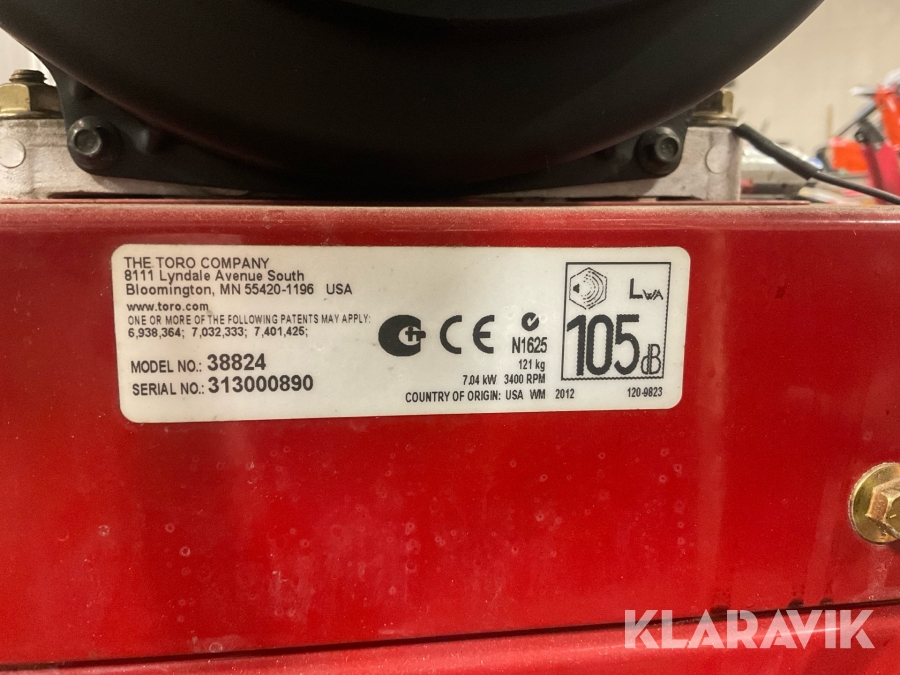 THE TORO COMPANY
8111 Lyndale Avenue South
Bloomington, MN 55420-1196 USA
www.toro.com
ONE OR MORE OF THE FOLLOWING PATENTS MAY APPLY:
6,938,364; 7,032,333; 7,401,425;
MODEL NO.: 38824
SERIAL NO.: 313000890
CE
N1625
121 kg
7.04 kW 3400 RPM
COUNTRY OF ORIGIN: USA WM 2012
LWA
105 dB
120-9823
KLARAVIK